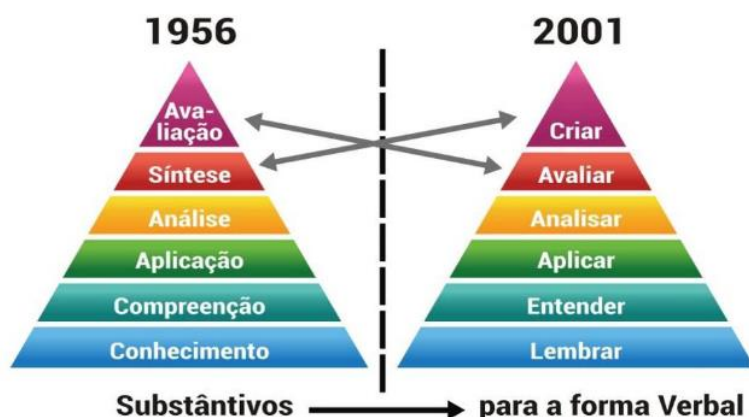 1956
2001
Ava-
liação
Síntese
Análise
Aplicação
Compreenção
Conhecimento
Criar
Avaliar
Analisar
Aplicar
Entender
Lembrar
Substântivos
para a forma Verbal